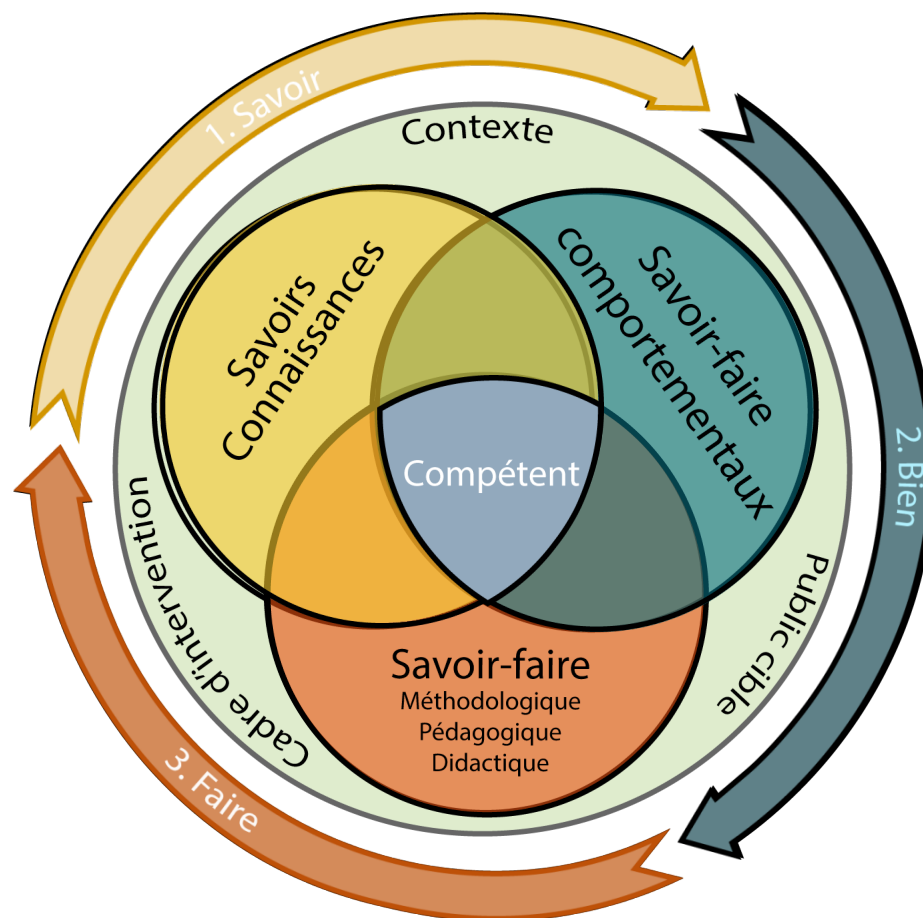 1. Savoir
Contexte
2. Bien
Savoirs
Connaissances
Savoir-faire
comportementaux
Compétent
Cadre d'intervention
Public cible
Savoir-faire
Méthodologique
Pédagogique
Didactique
3. Faire